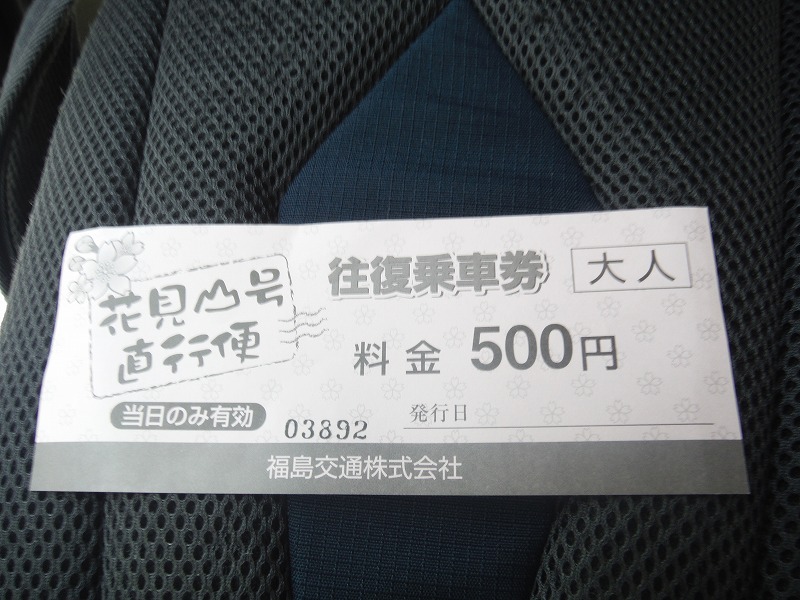 花見山号
直行便
往復乗車券
大人
料金 500円
当日のみ有効
03892
発行日
福島交通株式会社